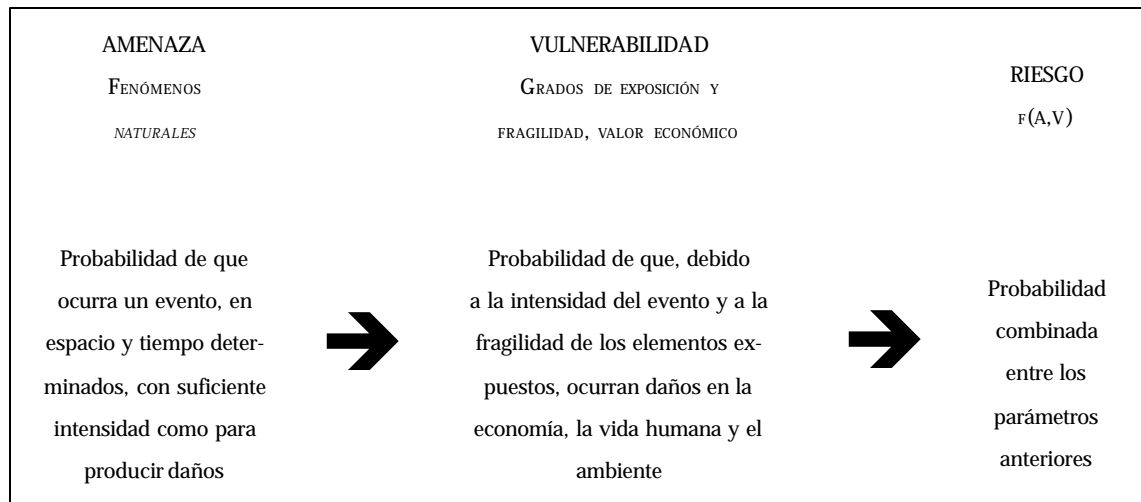 AMENAZA
FENÓMENOS
NATURALES
Probabilidad de que
ocurra un evento, en
espacio y tiempo deter-
minados, con suficiente
intensidad como para
producir daños
VULNERABILIDAD
GRADOS DE EXPOSICIÓN Y
FRAGILIDAD, VALOR ECONÓMICO
Probabilidad de que, debido
a la intensidad del evento y a la
fragilidad de los elementos ex-
puestos, ocurran daños en la
economía, la vida humana y el
ambiente
RIESGO
F(A,V)
Probabilidad
combinada
entre los
parámetros
anteriores